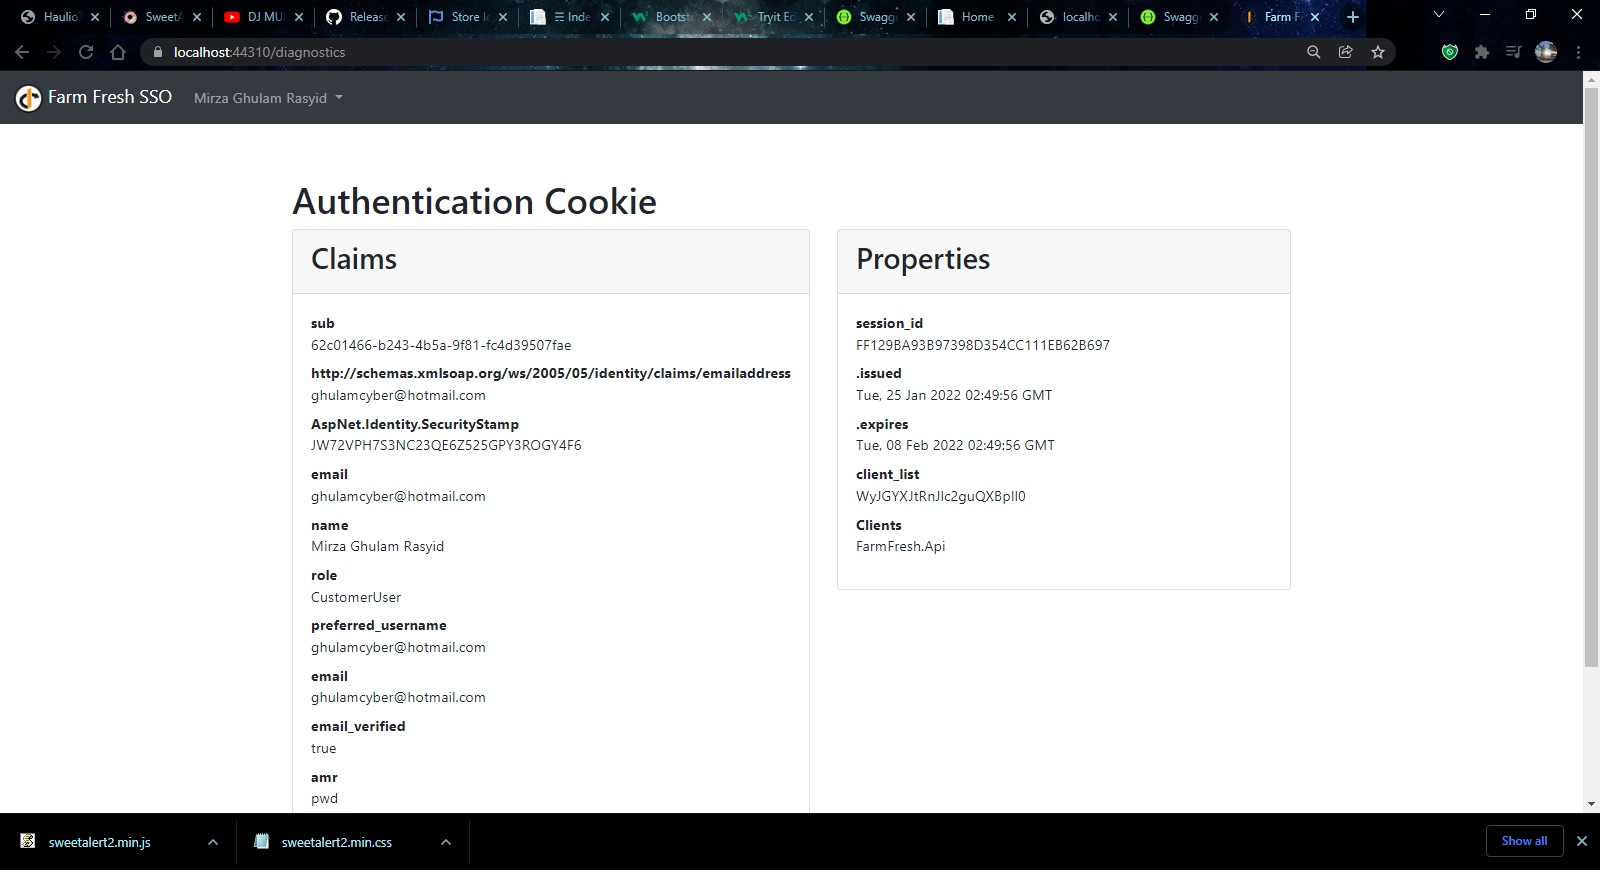 Haulio
SweetA
DJ MU
Release
Store Ic
☰ Inde
Bootst
Tryit Ed
Swagg
Home
localho
Swagg
Farm F
localhost:44310/diagnostics
Farm Fresh SSO
Mirza Ghulam Rasyid
Authentication Cookie
Claims
sub
62c01466-b243-4b5a-9f81-fc4d39507fae
http://schemas.xmlsoap.org/ws/2005/05/identity/claims/emailaddress
ghulamcyber@hotmail.com
AspNet.Identity.SecurityStamp
JW72VPH7S3NC23QE6Z525GPY3ROGY4F6
email
ghulamcyber@hotmail.com
name
Mirza Ghulam Rasyid
role
CustomerUser
preferred_username
ghulamcyber@hotmail.com
email
ghulamcyber@hotmail.com
email_verified
true
amr
pwd
Properties
session_id
FF129BA93B97398D354CC111EB62B697
.issued
Tue, 25 Jan 2022 02:49:56 GMT
.expires
Tue, 08 Feb 2022 02:49:56 GMT
client_list
WyJGYXJtRnJlc2guQXBpIl0
Clients
FarmFresh.Api
sweetalert2.min.js
sweetalert2.min.css
Show all